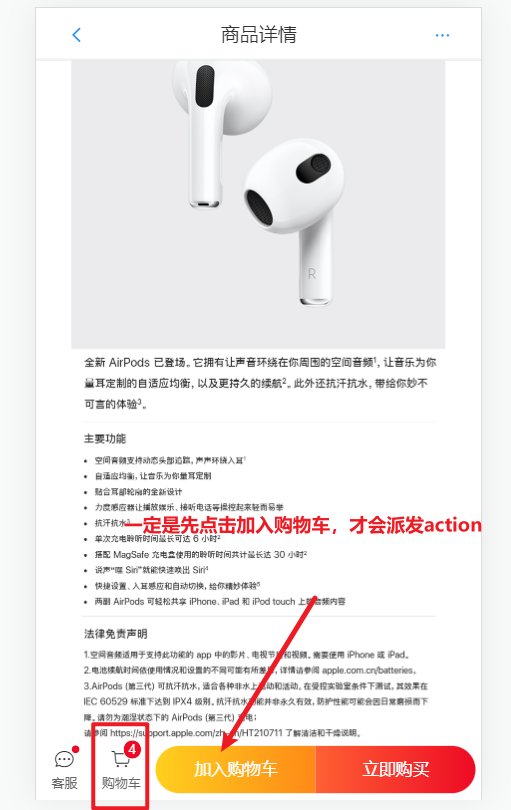 商品详情
R
全新 AirPods 已登场。它拥有让声音环绕在你周围的空间音频¹，让音乐为你
量耳定制的自适应均衡，以及更持久的续航²。此外还抗汗抗水，带给你妙不
可言的体验³。
主要功能
• 空间音频支持动态头部追踪，声声环绕入耳¹
• 自适应均衡，让音乐为你量耳定制
• 贴合耳部轮廓的全新设计
• 力度感应器让播放娱乐、接听电话等操控起来轻而易举
• 抗汗抗水³
一定是先点击加入购物车，才会派发action
• 单次充电聆听时间最长可达 6 小时²
• 搭配 MagSafe 充电盒使用的聆听时间共计最长达 30 小时²
• 说声“嘿 Siri”就能快速唤出 Siri⁴
• 快捷设置、入耳感应和自动切换，给你精妙体验⁵
• 两副 AirPods 可轻松共享 iPhone、iPad 和 iPod touch 上的音频内容
法律免责声明
1.空间音频适用于支持此功能的 app 中的影片、电视节目和视频。需要使用 iPhone 或 iPad。
2.电池续航时间依使用情况和设置的不同可能有所差异，详情请参阅 apple.com.cn/batteries。
3.AirPods (第三代) 可抗汗抗水，适合各种非水上运动和活动，在受控实验室条件下测试，其效果在
IEC 60529 标准下达到 IPX4 级别。抗汗抗水功能并非永久有效，防护性能可能会因日常磨损而下
降。请勿为潮湿状态下的 AirPods (第三代) 充电；
请参阅 https://support.apple.com/zh-cn/HT210711 了解清洁和干燥说明。
4
客服
购物车
加入购物车
立即购买